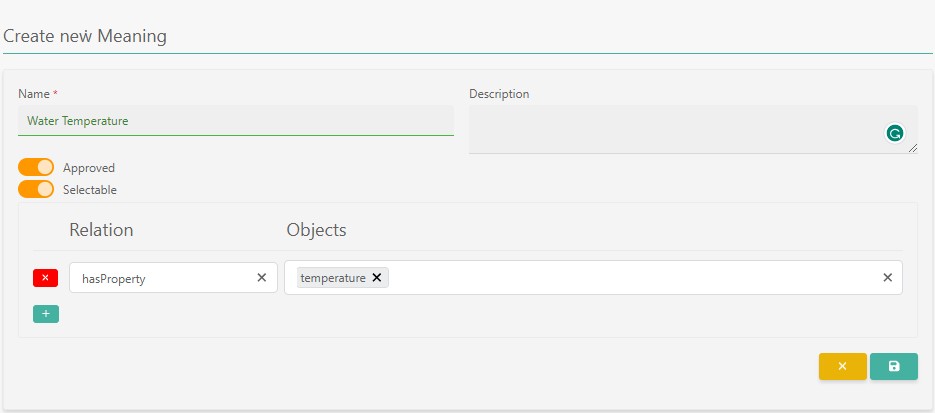 Create new Meaning
Name *
Description
Water Temperature
Approved
Selectable
Relation
Objects
hasProperty
temperature